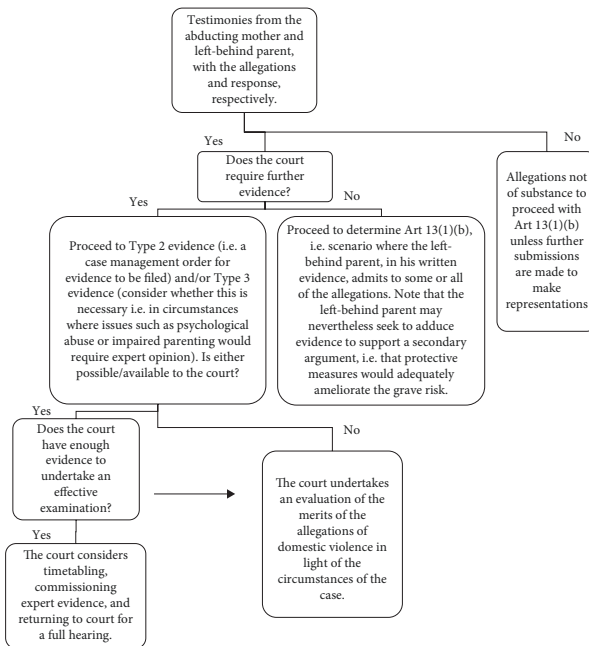 Testimonies from the
abducting mother and
left-behind parent,
with the allegations
and response,
respectively.
Yes
No
Does the court
require further
evidence?
Allegations not
of substance to
proceed with
Art 13(1)(b)
unless further
submissions
are made to
make
representations
Yes
No
Proceed to Type 2 evidence (i.e. a
case management order for
evidence to be filed) and/or Type 3
evidence (consider whether this is
necessary i.e. in circumstances
where issues such as psychological
abuse or impaired parenting would
require expert opinion). Is either
possible/available to the court?
Proceed to determine Art 13(1)(b),
i.e. scenario where the left-
behind parent, in his written
evidence, admits to some or all
of the allegations. Note that the
left-behind parent may
nevertheless seek to adduce
evidence to support a secondary
argument, i.e. that protective
measures would adequately
ameliorate the grave risk.
Yes
No
Does the court
have enough
evidence to
undertake an
effective
examination?
The court undertakes
an evaluation of the
merits of the
allegations of
domestic violence in
light of the
circumstances of the
case.
Yes
The court considers
timetabling,
commissioning
expert evidence, and
returning to court for
a full hearing.